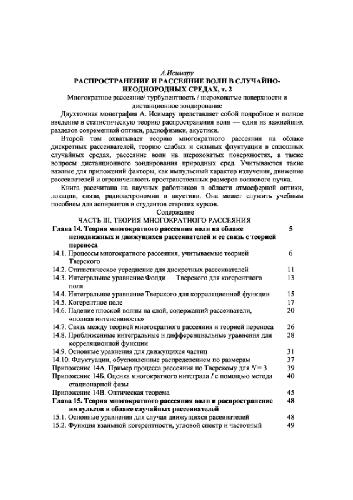 А.Исимару
РАСПРОСТРАНЕНИЕ И РАССЕЯНИЕ ВОЛН В СЛУЧАЙНО-
НЕОДНОРОДНЫХ СРЕДАХ, т. 2
Многократное рассеяние/ турбулентность / шероховатые поверхности и
дистанционное зондирование
Двухтомная монография А. Исимару представляет собой подробное и полное
введение в статистическую теорию распространения волн — один из важнейших
разделов современной оптики, радиофизики, акустики.
Второй том охватывает теорию многократного рассеяния волн на облаке
дискретных рассеивателей, теорию слабых и сильных флуктуаций в сплошных
случайных средах, рассеяние волн на шероховатых поверхностях, а также
вопросы дистанционного зондирования природных сред. Учитываются такие
важные для приложений факторы, как импульсный характер излучения, движение
рассеивателей и ограниченность пространственных размеров волнового пучка.
Книга рассчитана на научных работников в области атмосферной оптики,
локации, связи, радиоастрономии и акустики. Она может служить учебным
пособием для аспирантов и студентов старших курсов.
Содержание
ЧАСТЬ III. ТЕОРИЯ МНОГОКРАТНОГО РАССЕЯНИЯ
Глава 14. Теория многократного рассеяния волн на облаке 5
неподвижных и движущихся рассеивателей и ее связь с теорией
переноса
14.1. Процессы многократного рассеяния, учитываемые теорией 6
Тверского
14.2. Статистическое усреднение для дискретных рассеивателей 11
14.3. Интегральное уравнение Фолди — Тверского для когерентного 13
поля
14.4. Интегральное уравнение Тверского для корреляционной функции 15
14.5. Когерентное поле 17
14.6. Падение плоской волны на слой, содержащий рассеиватели, 20
«полная интенсивность»
14.7. Связь между теорией многократного рассеяния и теорией переноса 26
14.8. Приближенные интегральные и дифференциальные уравнения для 28
корреляционной функции
14.9. Основные уравнения для движущихся частиц 31
14.10. Флуктуации, обусловленные распределением по размерам 37
Приложение 14А. Пример процесса рассеяния по Тверскому для N = 3 39
Приложение 14Б. Оценка многократного интеграла I с помощью метода 40
стационарной фазы
Приложение 14В. Оптическая теорема 45
Глава 15. Теория многократного рассеяния волн и распространение 48
импульсов в облаке случайных рассеивателей
15.1. Основные уравнения для случая движущихся рассеивателей 48
15.2. Функция взаимной когерентности, угловой спектр и частотный 49